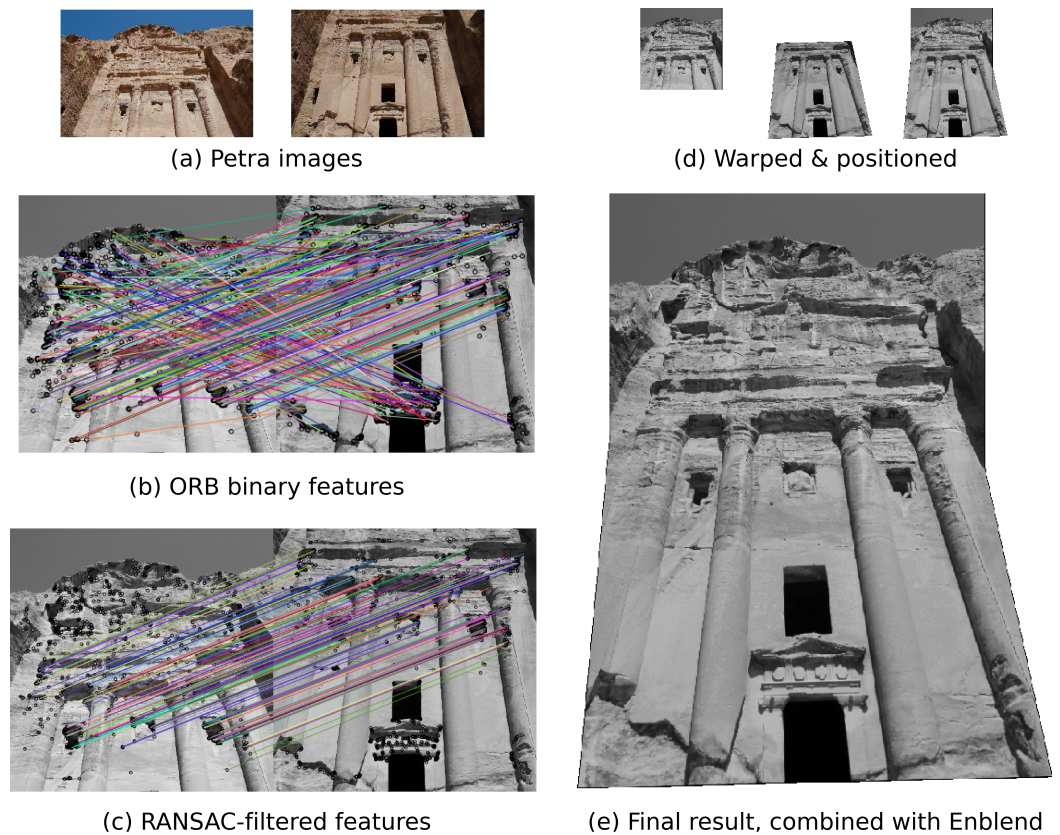 (a) Petra images
(b) ORB binary features
(c) RANSAC-filtered features
(d) Warped & positioned
(e) Final result, combined with Enblend